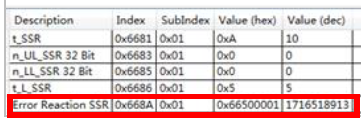 Description Index SubIndex Value (hex) Value (dec)
t_SSR 0x6681 0x01 0xA 10
n_UL_SSR 32 Bit 0x6683 0x01 0x0 0
n_LL_SSR 32 Bit 0x6685 0x01 0x0 0
t_L_SSR 0x6686 0x01 0x5 5
Error Reaction SSR 0x668A 0x01 0x66500001 1716518913